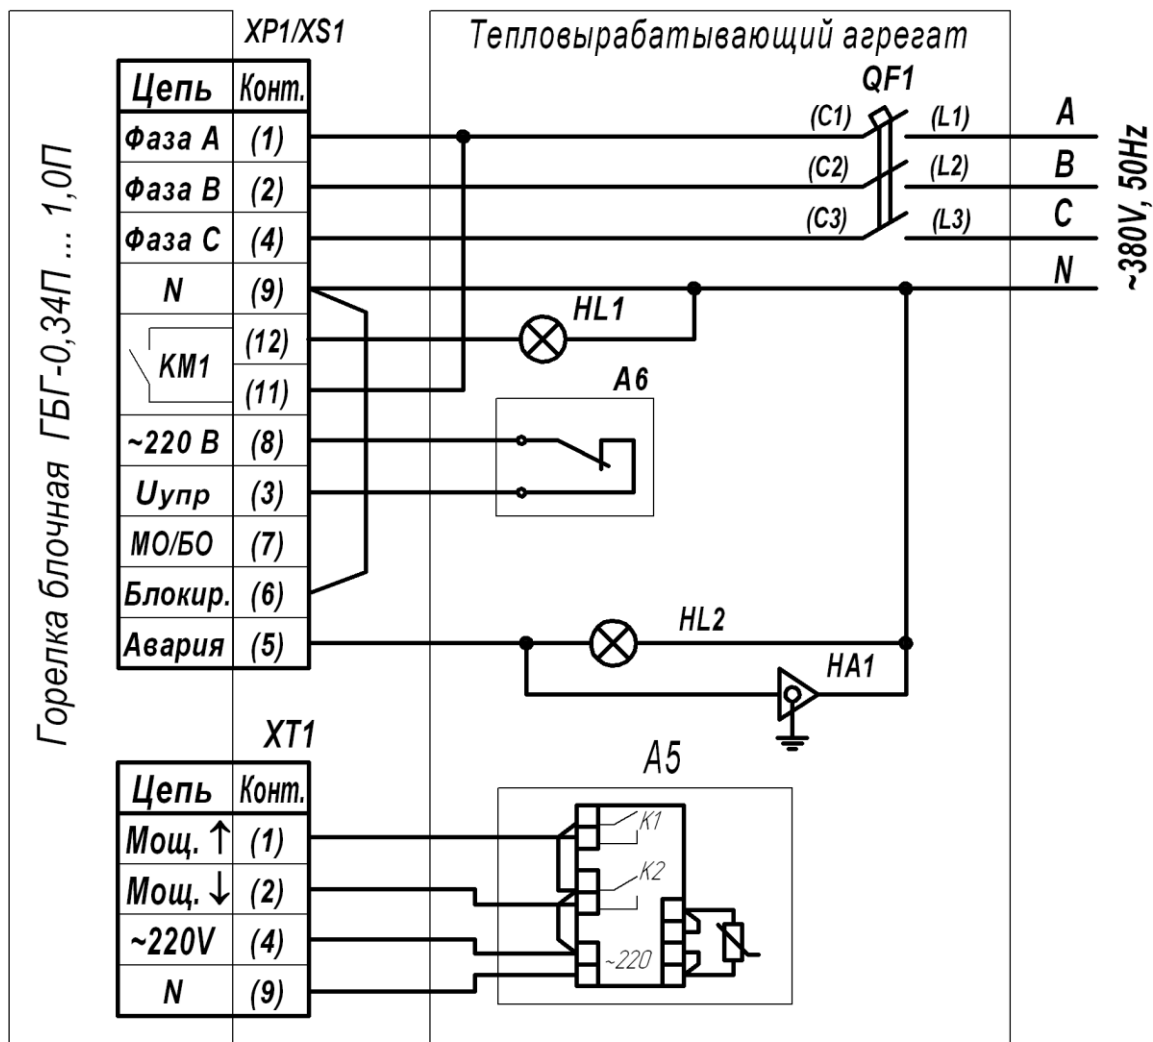 Горелка блочная ГБГ-0,34П ... 1,0П
XP1/XS1
Цепь Конт.
Фаза A (1)
Фаза B (2)
Фаза C (4)
N (9)
KM1 (12)
(11)
~220 В (8)
Uупр (3)
МО/БО (7)
Блокир. (6)
Авария (5)
Тепловырабатывающий агрегат
QF1
(C1) (L1) A
(C2) (L2) B
(C3) (L3) C
N
~380V, 50Hz
HL1
A6
HL2
HA1
XT1
Цепь Конт.
Мощ. ↑ (1)
Мощ. ↓ (2)
~220V (4)
N (9)
A5
K1
K2
~220